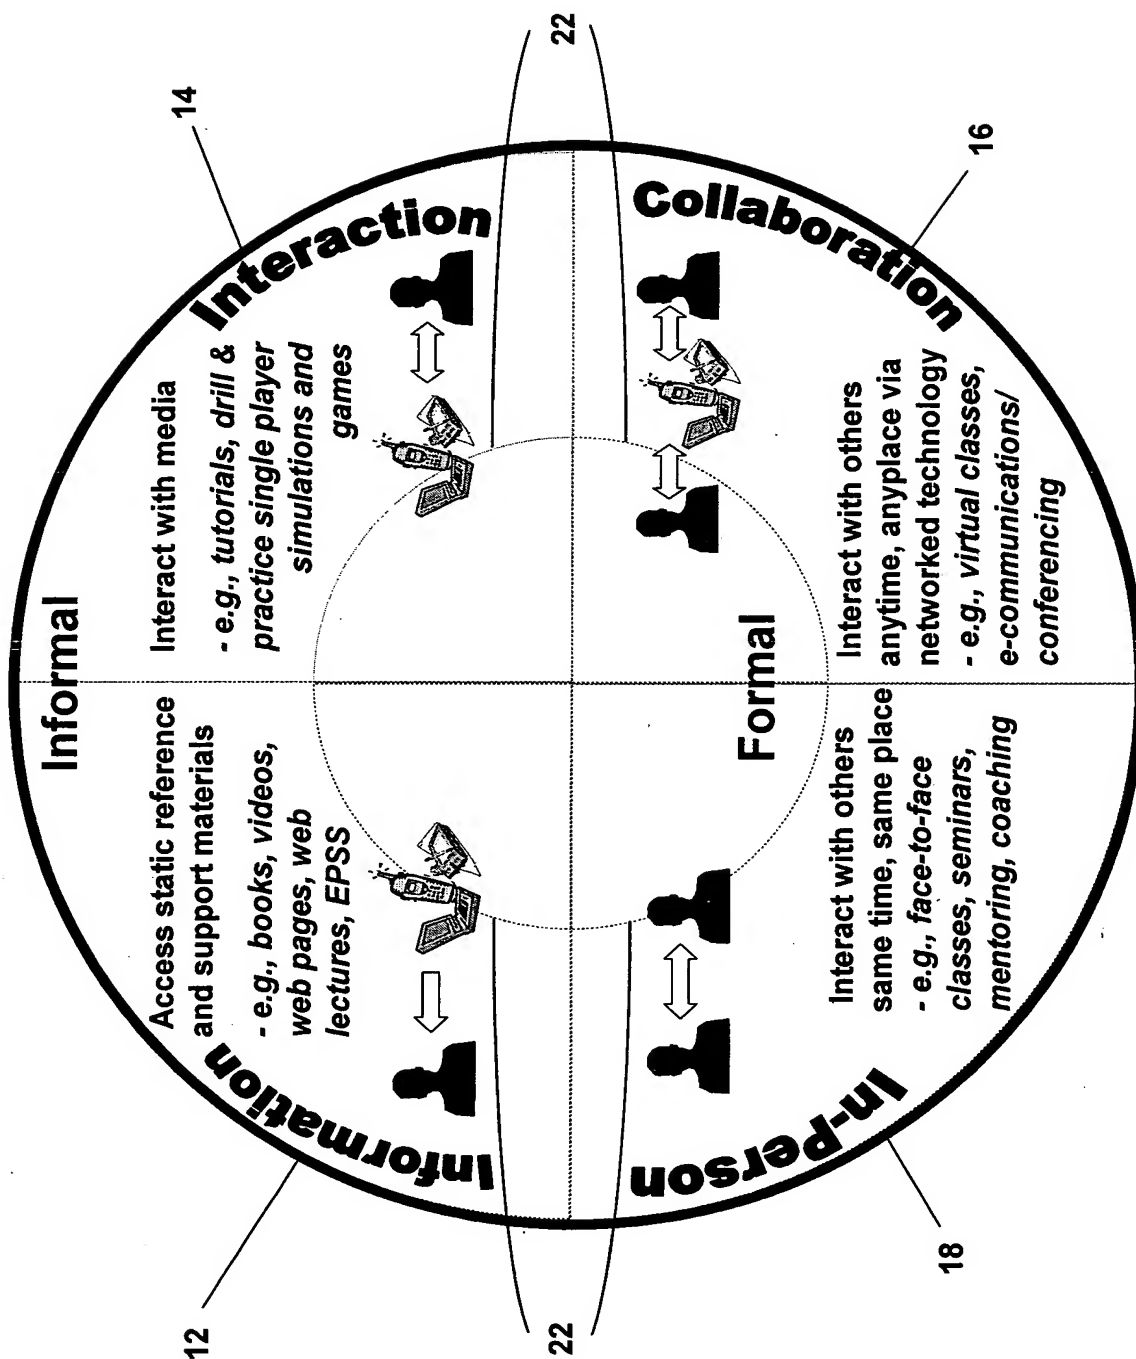 Informal
14
Interaction
Interact with media
- e.g., tutorials, drill &
practice single player
simulations and
games
12
Information
Access static reference
and support materials
- e.g., books, videos,
web pages, web
lectures, EPSS
22
22
Formal
18
In-Person
Interact with others
same time, same place
- e.g., face-to-face
classes, seminars,
mentoring, coaching
16
Collaboration
Interact with others
anytime, anyplace via
networked technology
- e.g., virtual classes,
e-communications/
conferencing